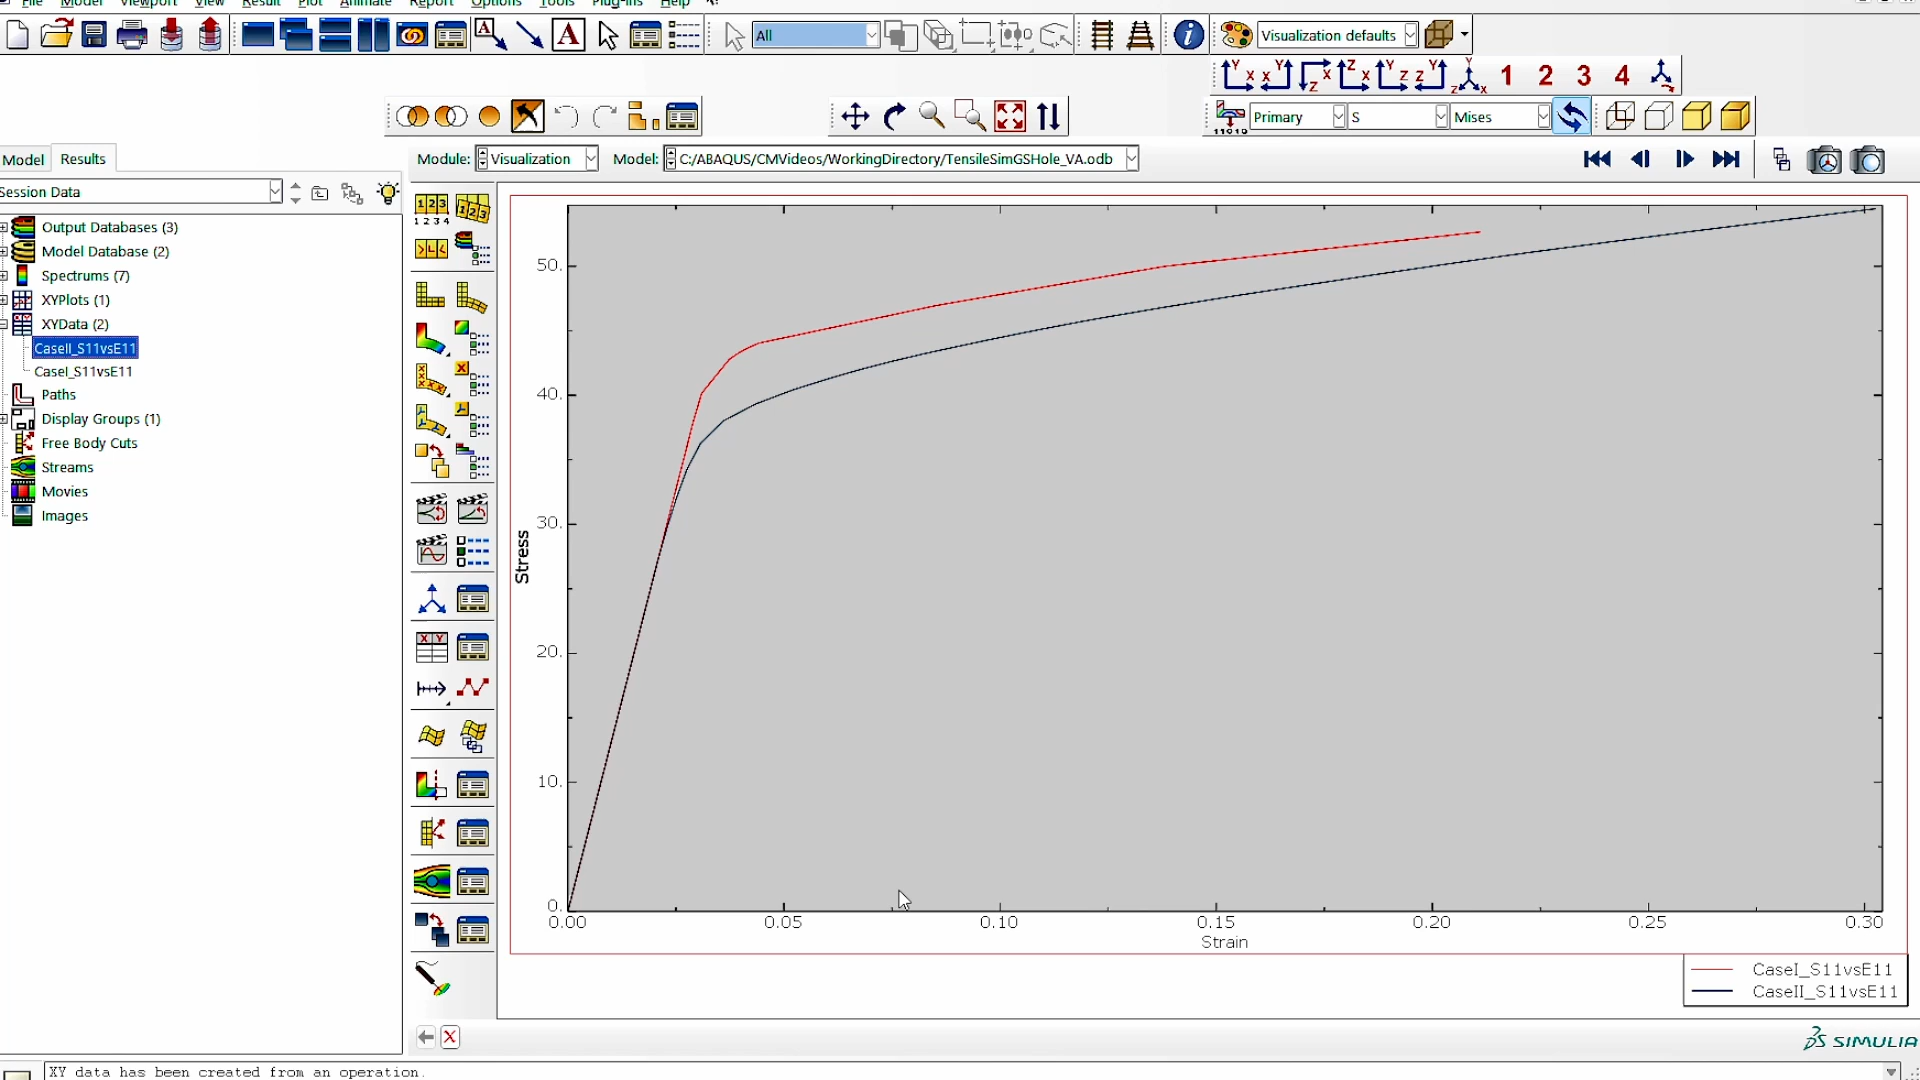 File Model Viewport View Result Plot Animate Report Options Tools Plug-ins Help
All
Visualization defaults
1 2 3 4
Primary S Mises
Model Results
Module: Visualization Model: C:/ABAQUS/CMVideos/WorkingDirectory/TensileSimGSHole_VA.odb
Session Data
Output Databases (3)
Model Database (2)
Spectrums (7)
XYPlots (1)
XYData (2)
CaseII_S11vsE11
CaseI_S11vsE11
Paths
Display Groups (1)
Free Body Cuts
Streams
Movies
Images
Stress
50.
40.
30.
20.
10.
0.
0.00 0.05 0.10 0.15 0.20 0.25 0.30
Strain
CaseI_S11vsE11
CaseII_S11vsE11
SIMULIA
XY data has been created from an operation.